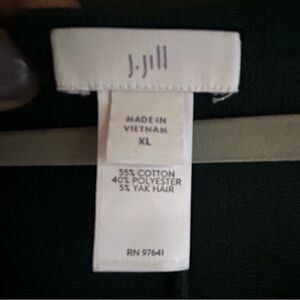 J.Jill
MADE IN
VIETNAM
XL
55% COTTON
40% POLYESTER
5% YAK HAIR
RN 97641